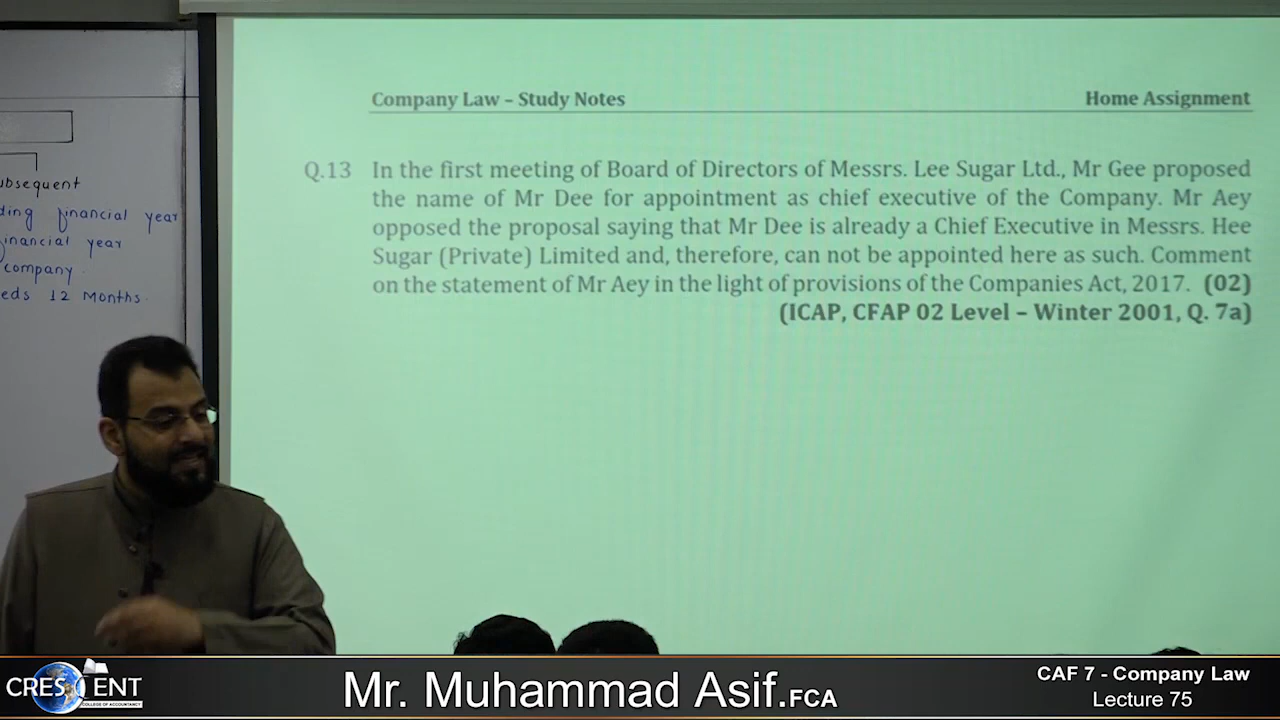 Company Law – Study Notes
Home Assignment
Q.13 In the first meeting of Board of Directors of Messrs. Lee Sugar Ltd., Mr Gee proposed
the name of Mr Dee for appointment as chief executive of the Company. Mr Aey
opposed the proposal saying that Mr Dee is already a Chief Executive in Messrs. Hee
Sugar (Private) Limited and, therefore, can not be appointed here as such. Comment
on the statement of Mr Aey in the light of provisions of the Companies Act, 2017. (02)
(ICAP, CFAP 02 Level – Winter 2001, Q. 7a)
ubsequent
ding financial year
inancial year
company
eds 12 Months.
CRESCENT
COLLEGE OF ACCOUNTANCY
Mr. Muhammad Asif.FCA
CAF 7 - Company Law
Lecture 75